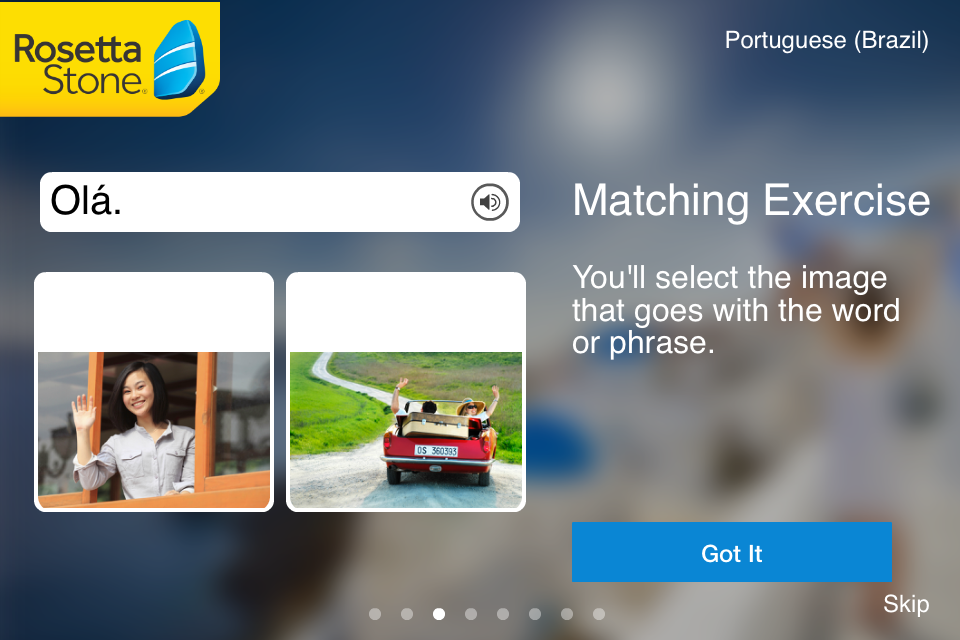 Rosetta
Stone®
Portuguese (Brazil)
Olá.
Matching Exercise
You'll select the image
that goes with the word
or phrase.
OS 360393
Got It
Skip